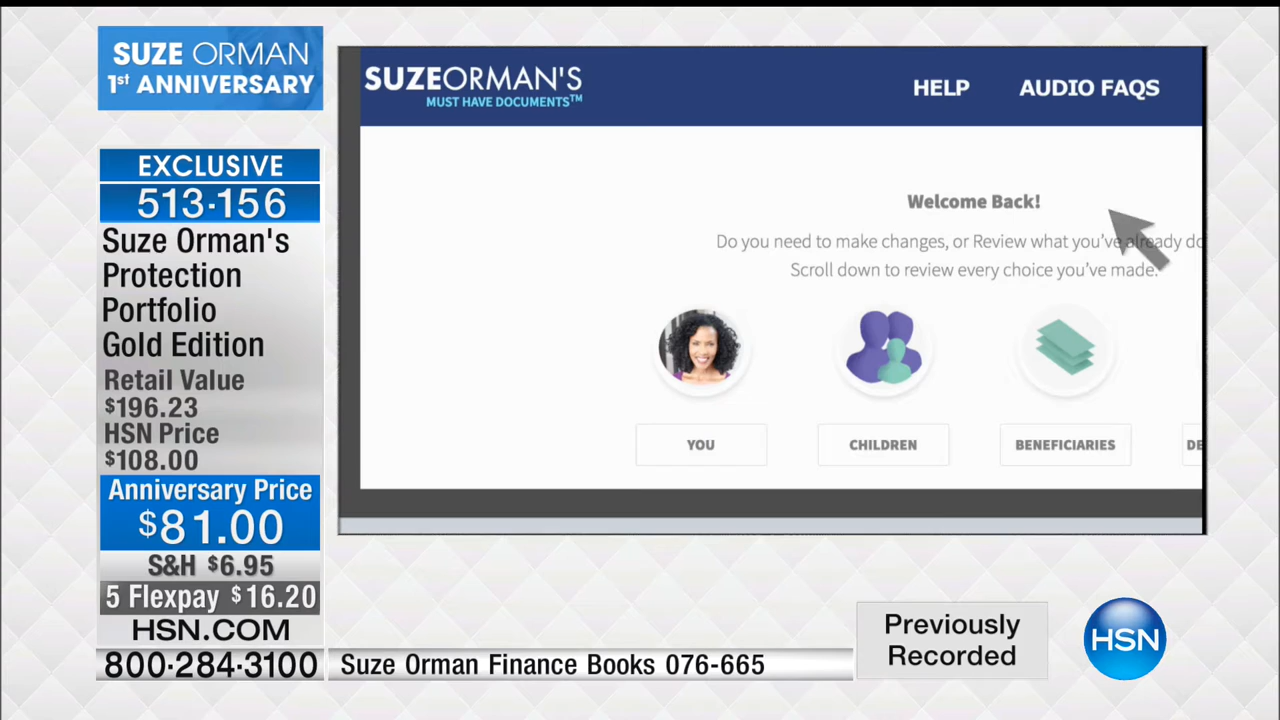 SUZE ORMAN
1st ANNIVERSARY
EXCLUSIVE
513-156
Suze Orman's
Protection
Portfolio
Gold Edition
Retail Value
$196.23
HSN Price
$108.00
Anniversary Price
$81.00
S&H $6.95
5 Flexpay $16.20
HSN.COM
800-284-3100
SUZEORMAN'S
MUST HAVE DOCUMENTS™
HELP
AUDIO FAQS
Welcome Back!
Do you need to make changes, or Review what you've already do
Scroll down to review every choice you've made.
YOU
CHILDREN
BENEFICIARIES
DE
Suze Orman Finance Books 076-665
Previously
Recorded
HSN